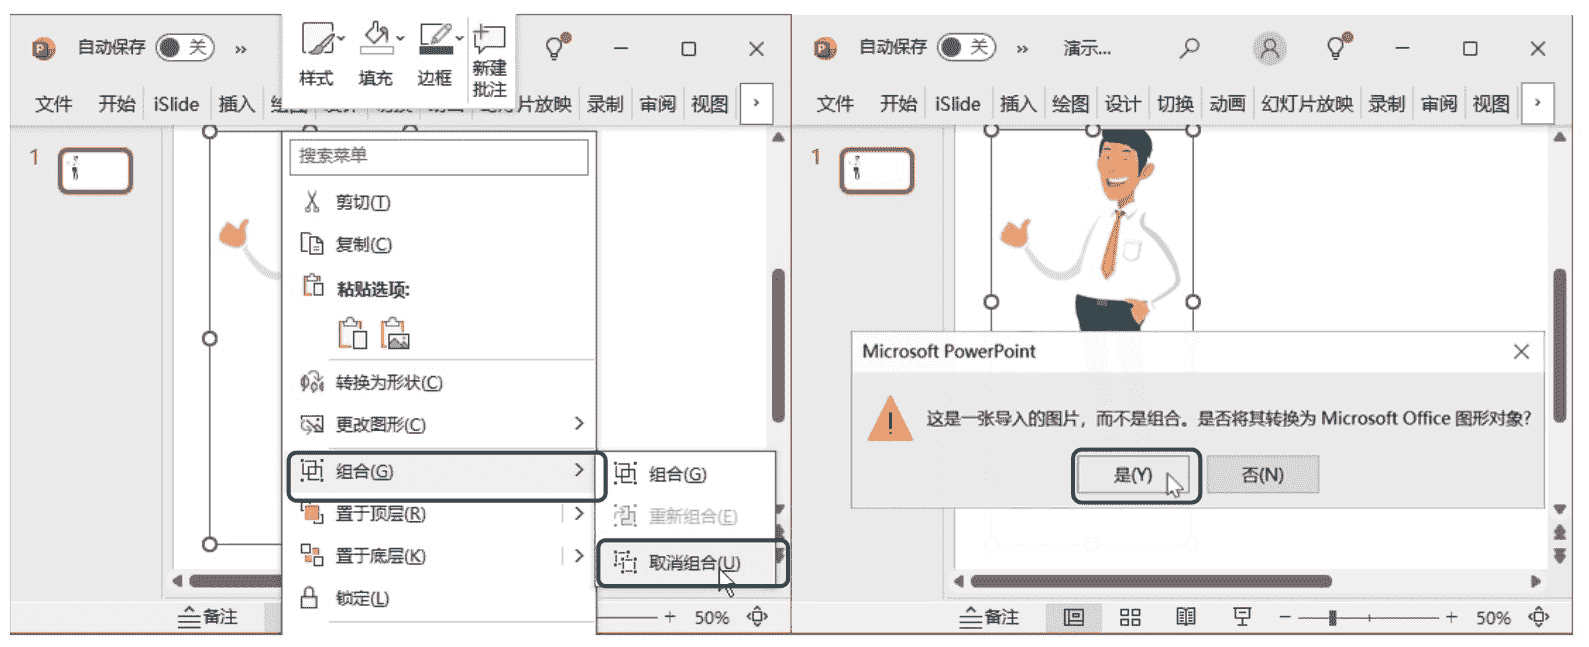 自动保存 关 »
样式 填充 边框 新建
批注
文件 开始 iSlide 插入 片放映 录制 审阅 视图 ›
1
搜索菜单
剪切(T)
复制(C)
粘贴选项:
转换为形状(C)
更改图形(C)
组合(G)
置于顶层(R)
置于底层(K)
锁定(L)
组合(G)
重新组合(E)
取消组合(U)
备注
50%
自动保存 关 » 演示...
文件 开始 iSlide 插入 绘图 设计 切换 动画 幻灯片放映 录制 审阅 视图 ›
1
Microsoft PowerPoint
这是一张导入的图片，而不是组合。是否将其转换为 Microsoft Office 图形对象?
是(Y) 否(N)
备注
50%